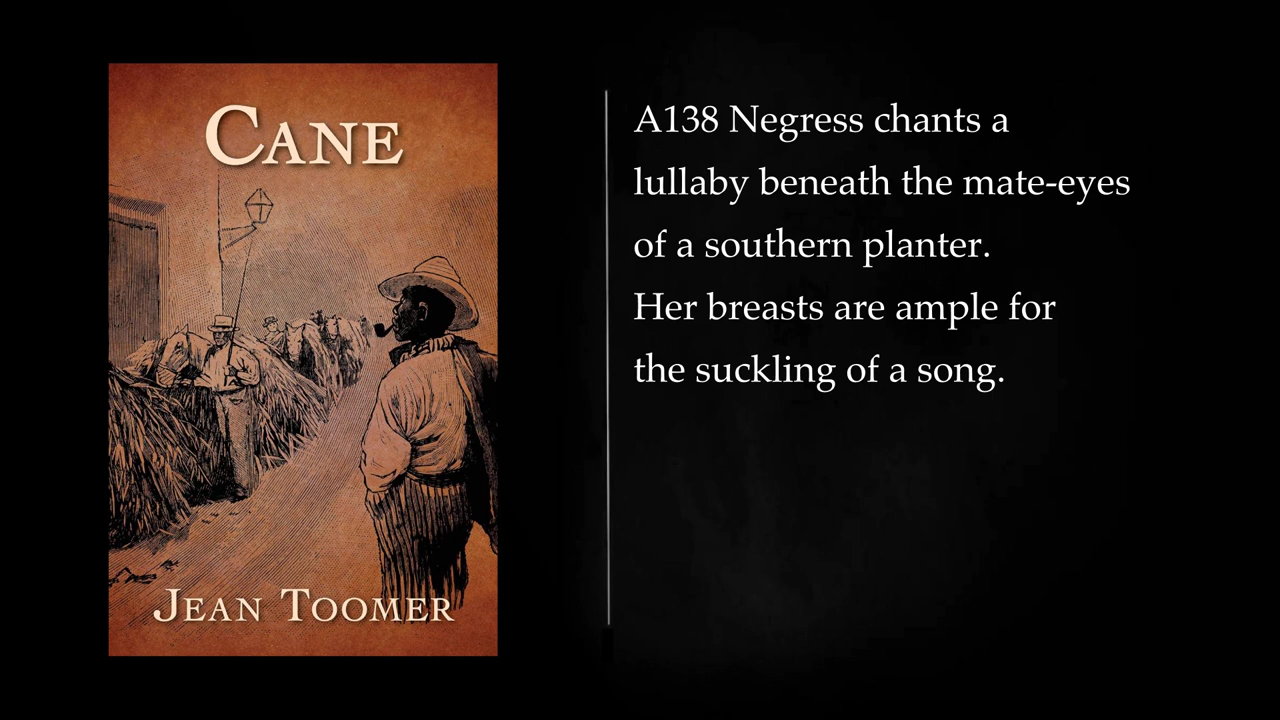 CANE
JEAN TOOMER
A138 Negress chants a
lullaby beneath the mate-eyes
of a southern planter.
Her breasts are ample for
the suckling of a song.